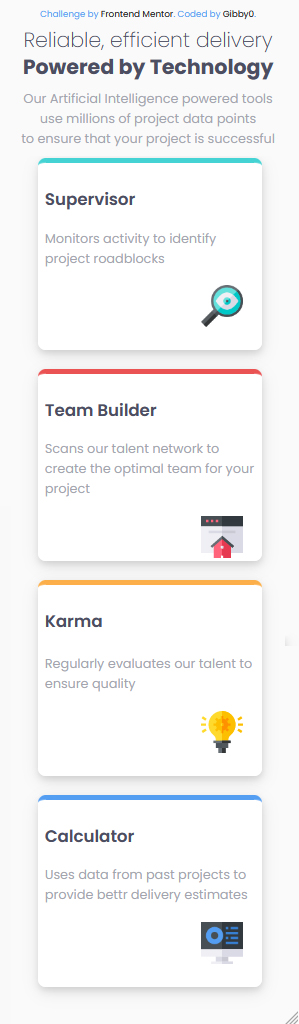 Challenge by Frontend Mentor. Coded by Gibby0.
Reliable, efficient delivery
Powered by Technology
Our Artificial Intelligence powered tools
use millions of project data points
to ensure that your project is successful
Supervisor
Monitors activity to identify
project roadblocks
Team Builder
Scans our talent network to
create the optimal team for your
project
Karma
Regularly evaluates our talent to
ensure quality
Calculator
Uses data from past projects to
provide bettr delivery estimates